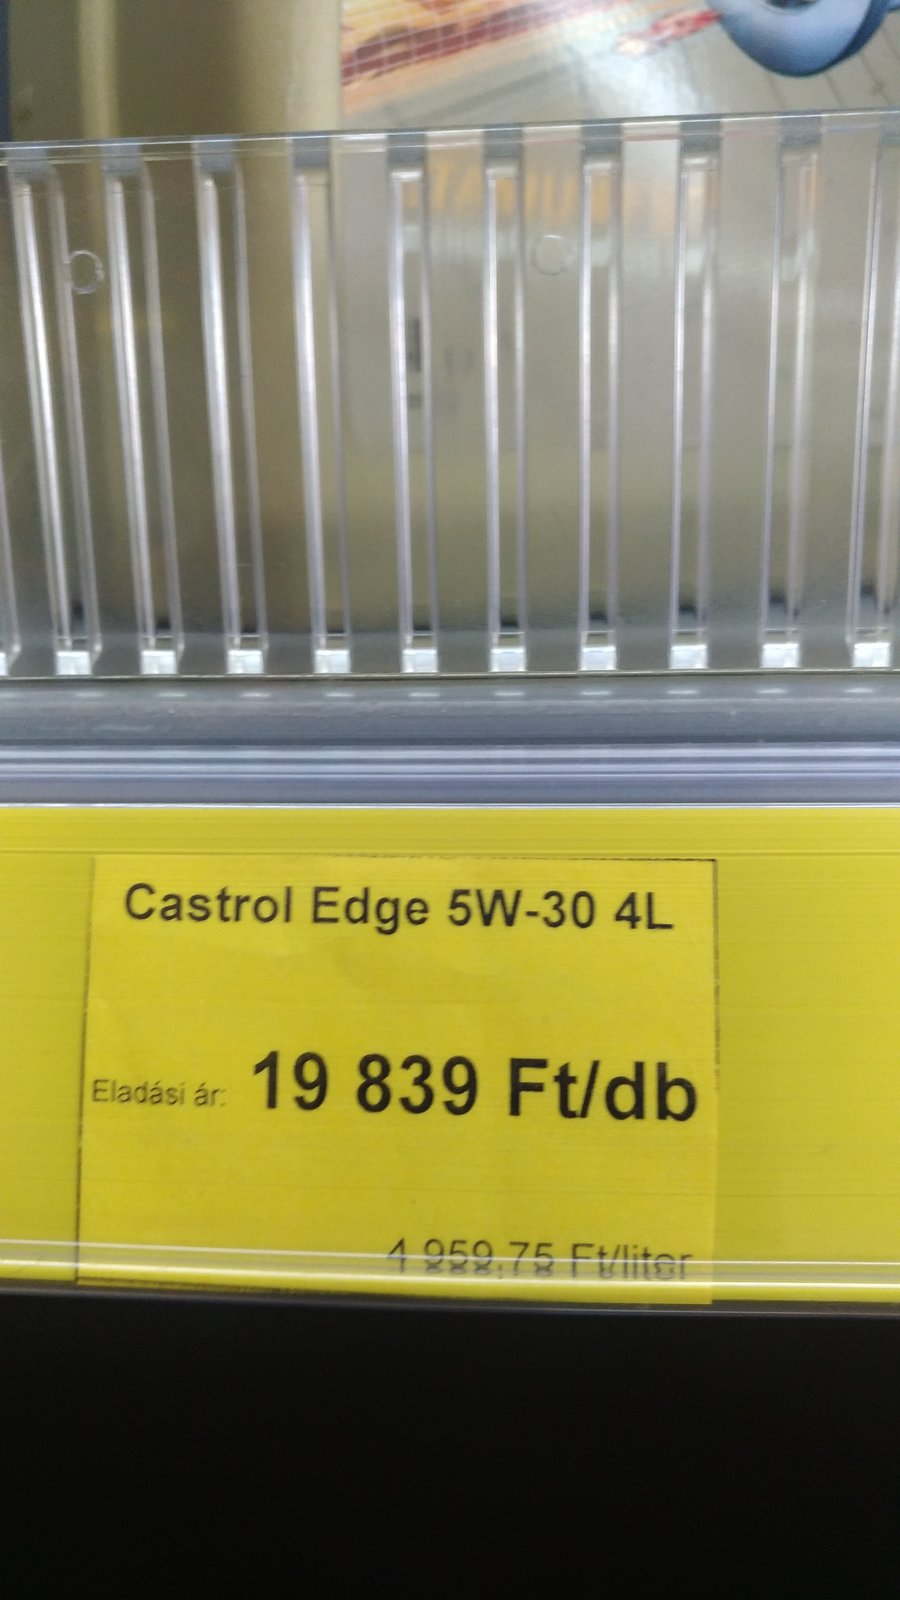 Castrol Edge 5W-30 4L
Eladási ár: 19 839 Ft/db
4 959,75 Ft/liter